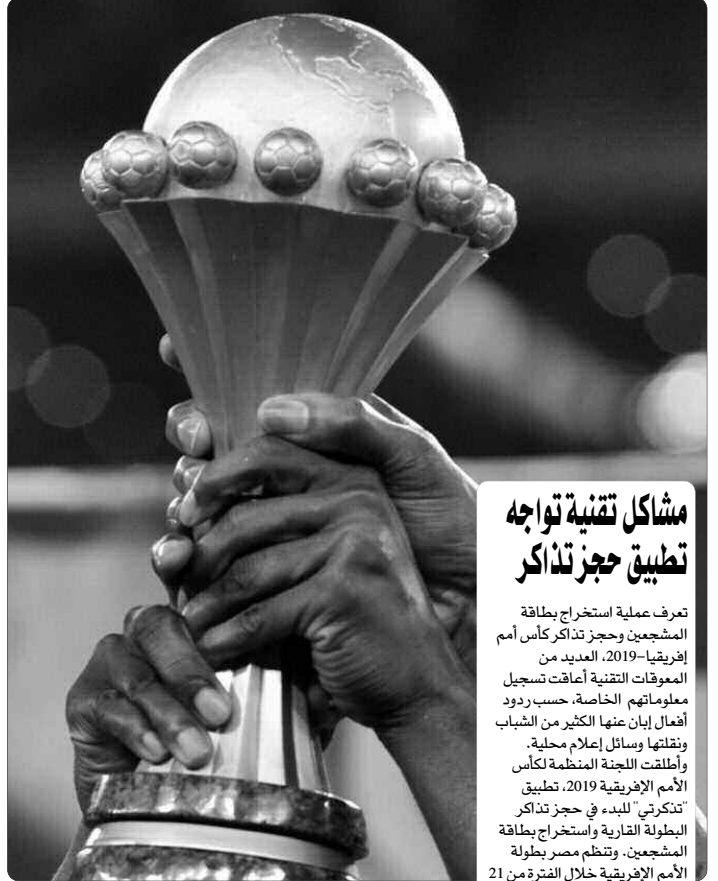 مشاكل تقنية تواجه
تطبيق حجز تذاكر
تعرف عملية استخراج بطاقة
المشجعين وحجز تذاكر كأس أمم
إفريقيا-2019، العديد من
المعوقات التقنية أعاقت تسجيل
معلوماتهم الخاصة، حسب ردود
أفعال إبان عنها الكثير من الشباب
ونقلتها وسائل إعلام محلية.
وأطلقت اللجنة المنظمة لكأس
الأمم الإفريقية 2019، تطبيق
"تذكرتي" للبدء في حجز تذاكر
البطولة القارية واستخراج بطاقة
المشجعين. وتنظم مصر بطولة
الأمم الإفريقية خلال الفترة من 21